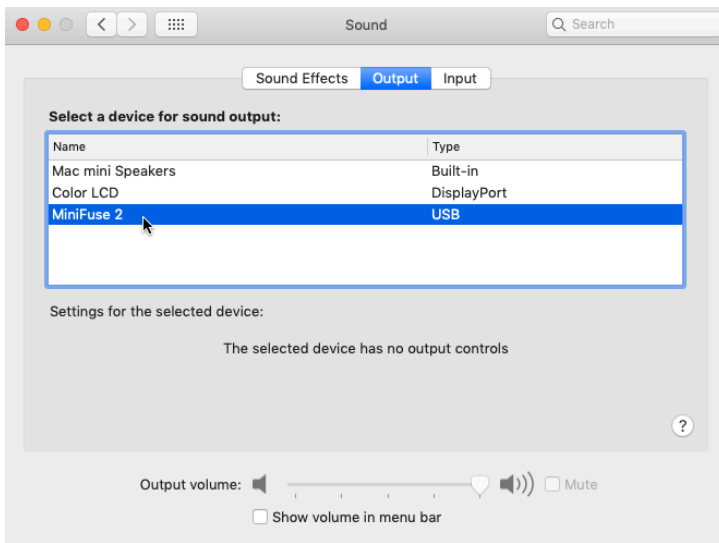 Sound
Search
Sound Effects Output Input
Select a device for sound output:
Name Type
Mac mini Speakers Built-in
Color LCD DisplayPort
MiniFuse 2 USB
Settings for the selected device:
The selected device has no output controls
?
Output volume: Mute
Show volume in menu bar